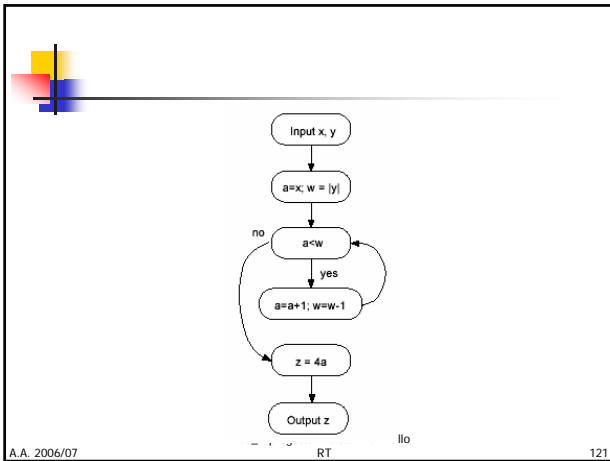 Input x, y
a=x; w = |y|
no
a<w
yes
a=a+1; w=w-1
z = 4a
Output z
llo
A.A. 2006/07
RT
121